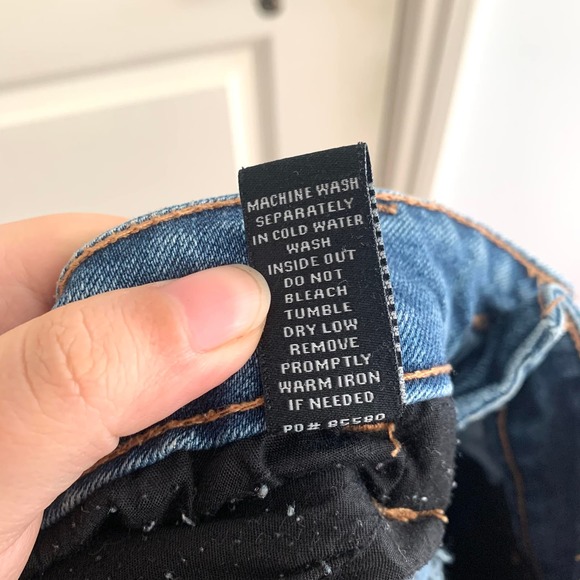 MACHINE WASH
SEPARATELY
IN COLD WATER
WASH
INSIDE OUT
DO NOT
BLEACH
TUMBLE
DRY LOW
REMOVE
PROMPTLY
WARM IRON
IF NEEDED
PO#